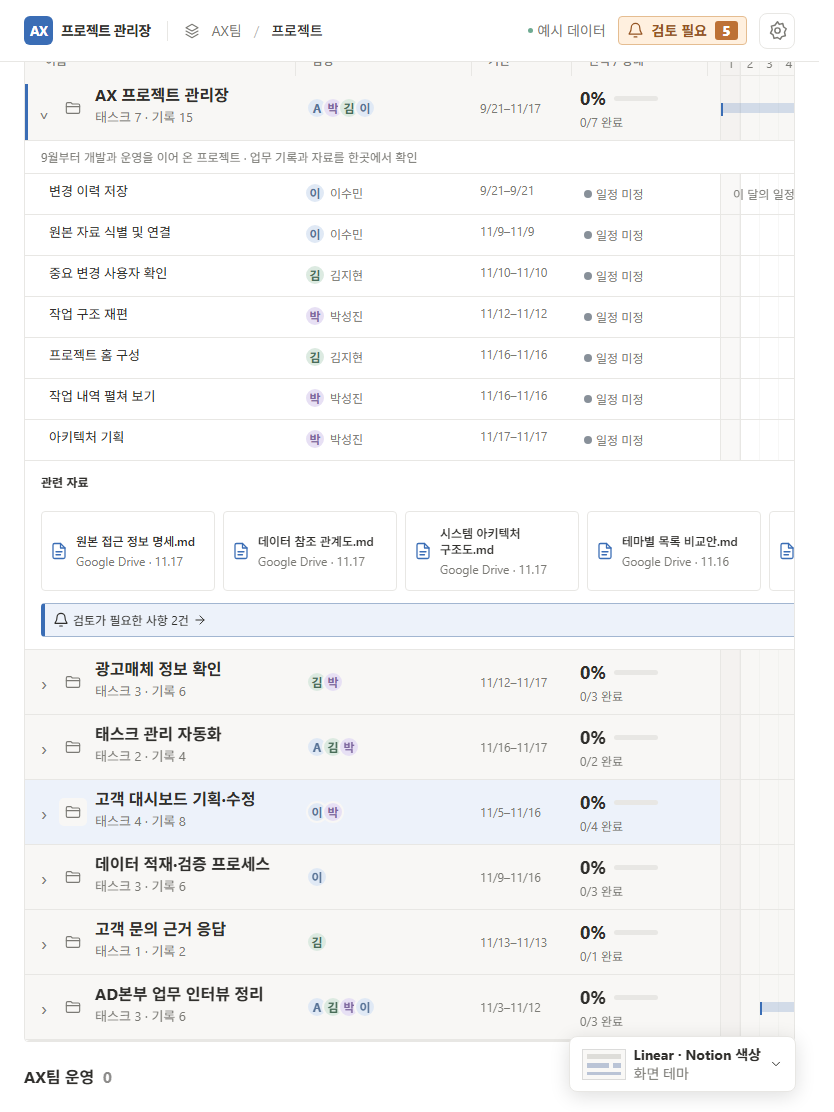 AX 프로젝트 관리장 AX팀 / 프로젝트 예시 데이터 검토 필요 5
1 2 3 4
AX 프로젝트 관리장
태스크 7 · 기록 15
A 박 김 이
9/21–11/17
0%
0/7 완료
9월부터 개발과 운영을 이어 온 프로젝트 · 업무 기록과 자료를 한곳에서 확인
변경 이력 저장 이 이수민 9/21–9/21 일정 미정 이 달의 일정
원본 자료 식별 및 연결 이 이수민 11/9–11/9 일정 미정
중요 변경 사용자 확인 김 김지현 11/10–11/10 일정 미정
작업 구조 재편 박 박성진 11/12–11/12 일정 미정
프로젝트 홈 구성 김 김지현 11/16–11/16 일정 미정
작업 내역 펼쳐 보기 박 박성진 11/16–11/16 일정 미정
아키텍처 기획 박 박성진 11/17–11/17 일정 미정
관련 자료
원본 접근 정보 명세.md
Google Drive · 11.17
데이터 참조 관계도.md
Google Drive · 11.17
시스템 아키텍처
구조도.md
Google Drive · 11.17
테마별 목록 비교안.md
Google Drive · 11.16
검토가 필요한 사항 2건 →
광고매체 정보 확인
태스크 3 · 기록 6
김 박
11/12–11/17
0%
0/3 완료
태스크 관리 자동화
태스크 2 · 기록 4
A 김 박
11/16–11/17
0%
0/2 완료
고객 대시보드 기획·수정
태스크 4 · 기록 8
이 박
11/5–11/16
0%
0/4 완료
데이터 적재·검증 프로세스
태스크 3 · 기록 6
이
11/9–11/16
0%
0/3 완료
고객 문의 근거 응답
태스크 1 · 기록 2
김
11/13–11/13
0%
0/1 완료
AD본부 업무 인터뷰 정리
태스크 3 · 기록 6
A 김 박 이
11/3–11/12
0%
0/3 완료
AX팀 운영 0
Linear · Notion 색상
화면 테마